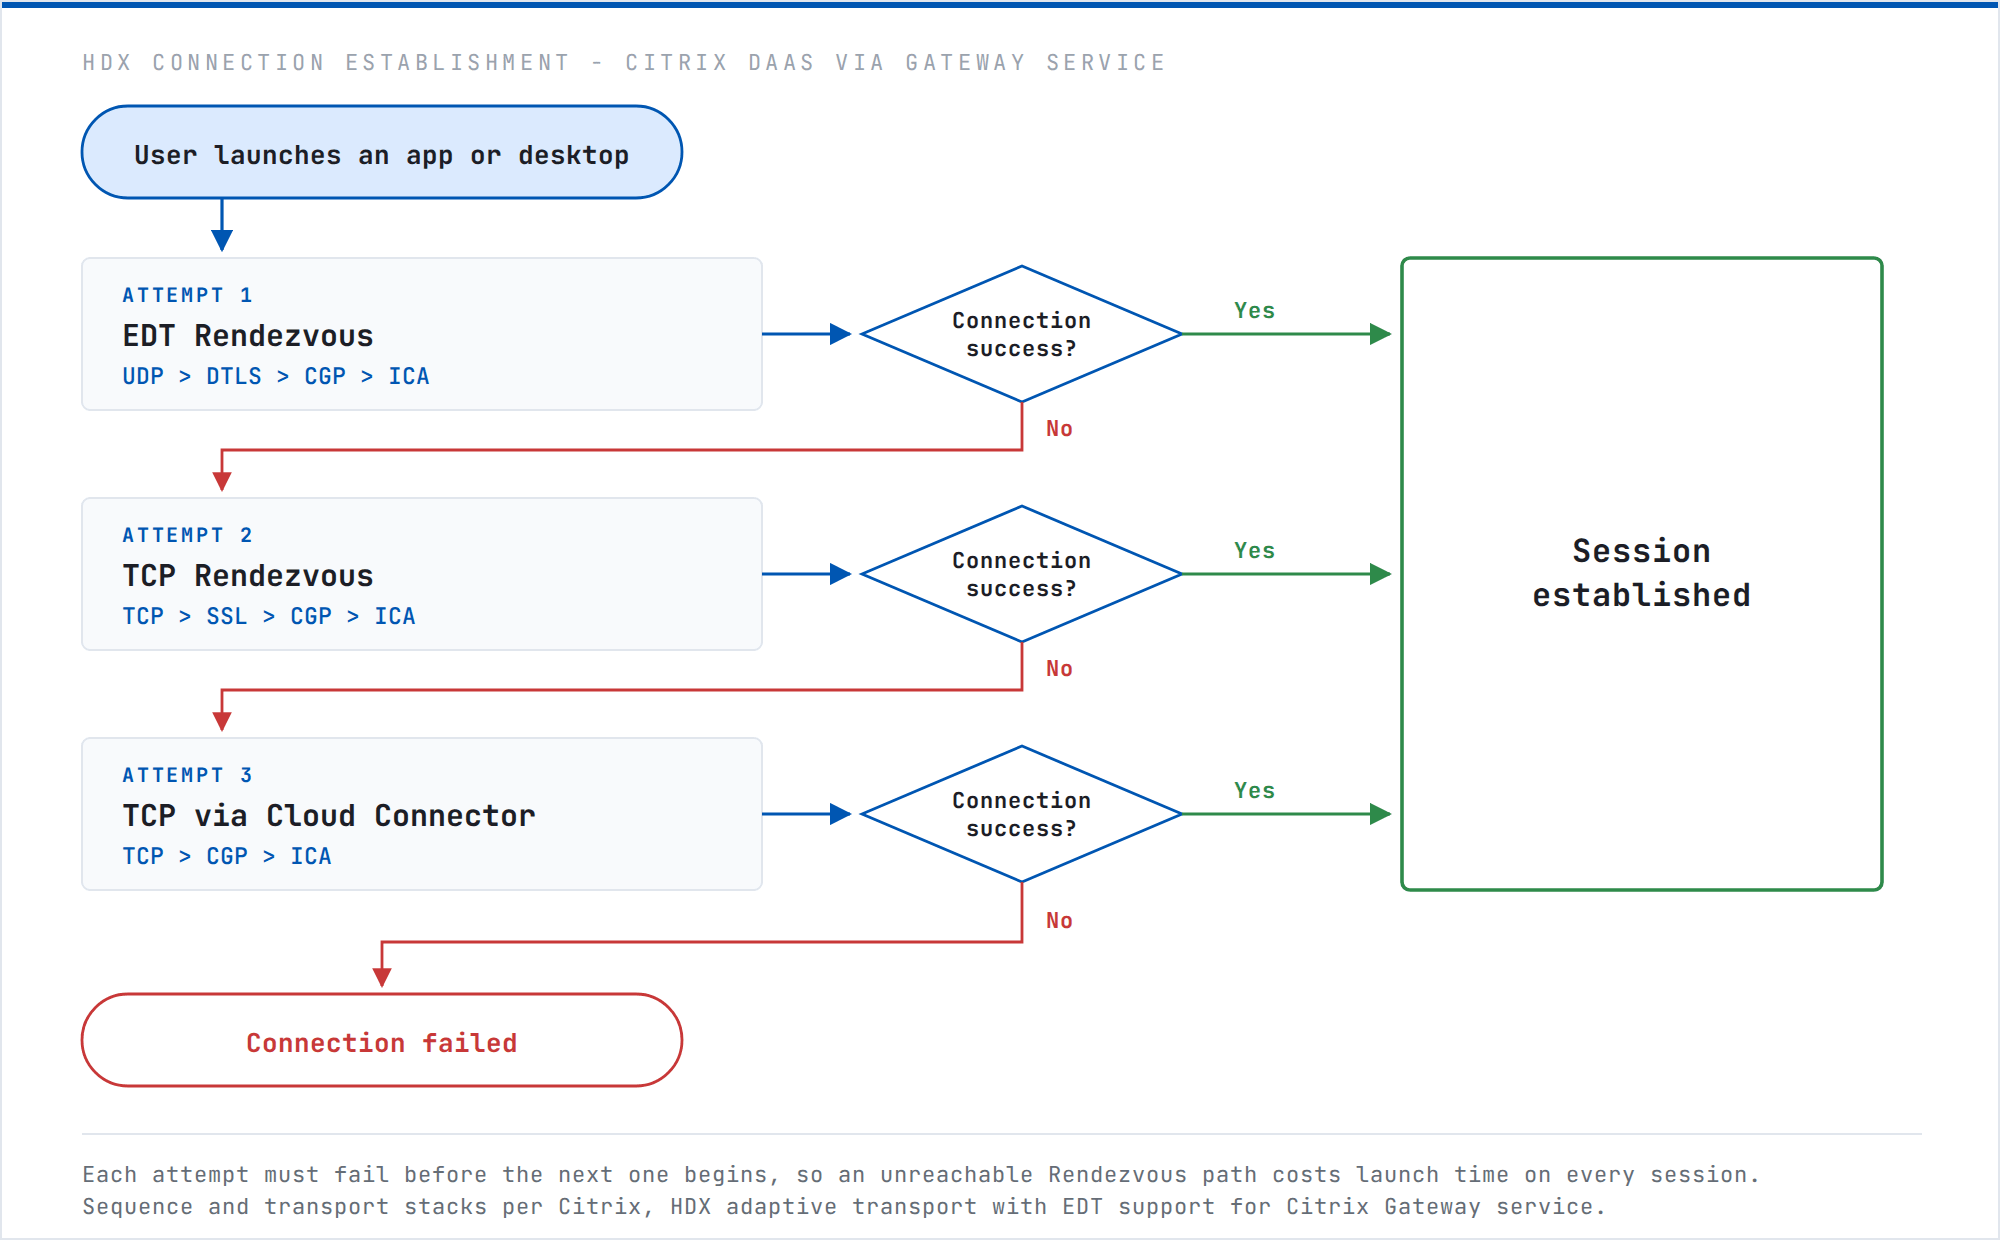 HDX CONNECTION ESTABLISHMENT - CITRIX DAAS VIA GATEWAY SERVICE
User launches an app or desktop
ATTEMPT 1
EDT Rendezvous
UDP > DTLS > CGP > ICA
Connection
success?
Yes
No
ATTEMPT 2
TCP Rendezvous
TCP > SSL > CGP > ICA
Connection
success?
Yes
No
Session
established
ATTEMPT 3
TCP via Cloud Connector
TCP > CGP > ICA
Connection
success?
Yes
No
Connection failed
Each attempt must fail before the next one begins, so an unreachable Rendezvous path costs launch time on every session.
Sequence and transport stacks per Citrix, HDX adaptive transport with EDT support for Citrix Gateway service.